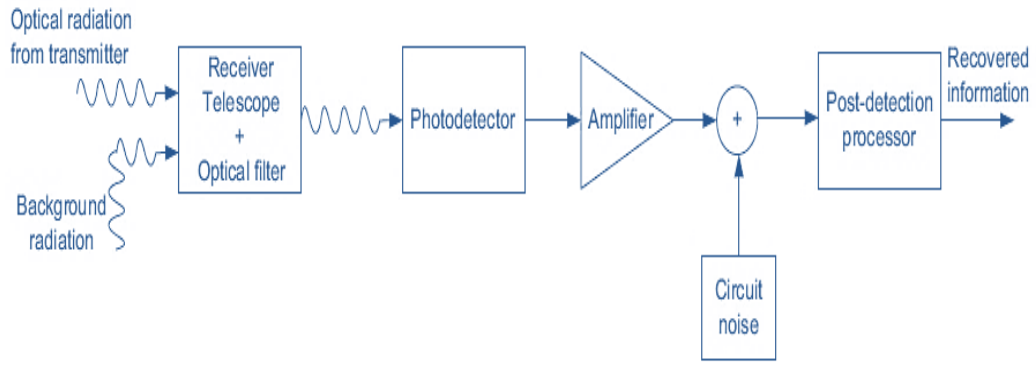 Optical radiation
from transmitter
Receiver
Telescope
+
Optical filter
Background
radiation
Photodetector
Amplifier
+
Circuit
noise
Post-detection
processor
Recovered
information